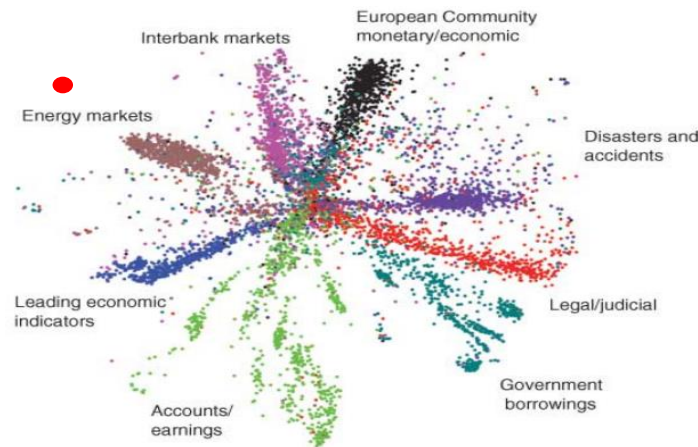 European Community
monetary/economic
Interbank markets
Energy markets
Disasters and
accidents
Leading economic
indicators
Legal/judicial
Government
borrowings
Accounts/
earnings